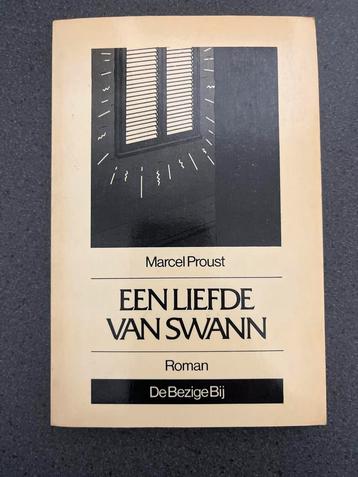 Marcel Proust
EEN LIEFDE
VAN SWANN
Roman
De Bezige Bij